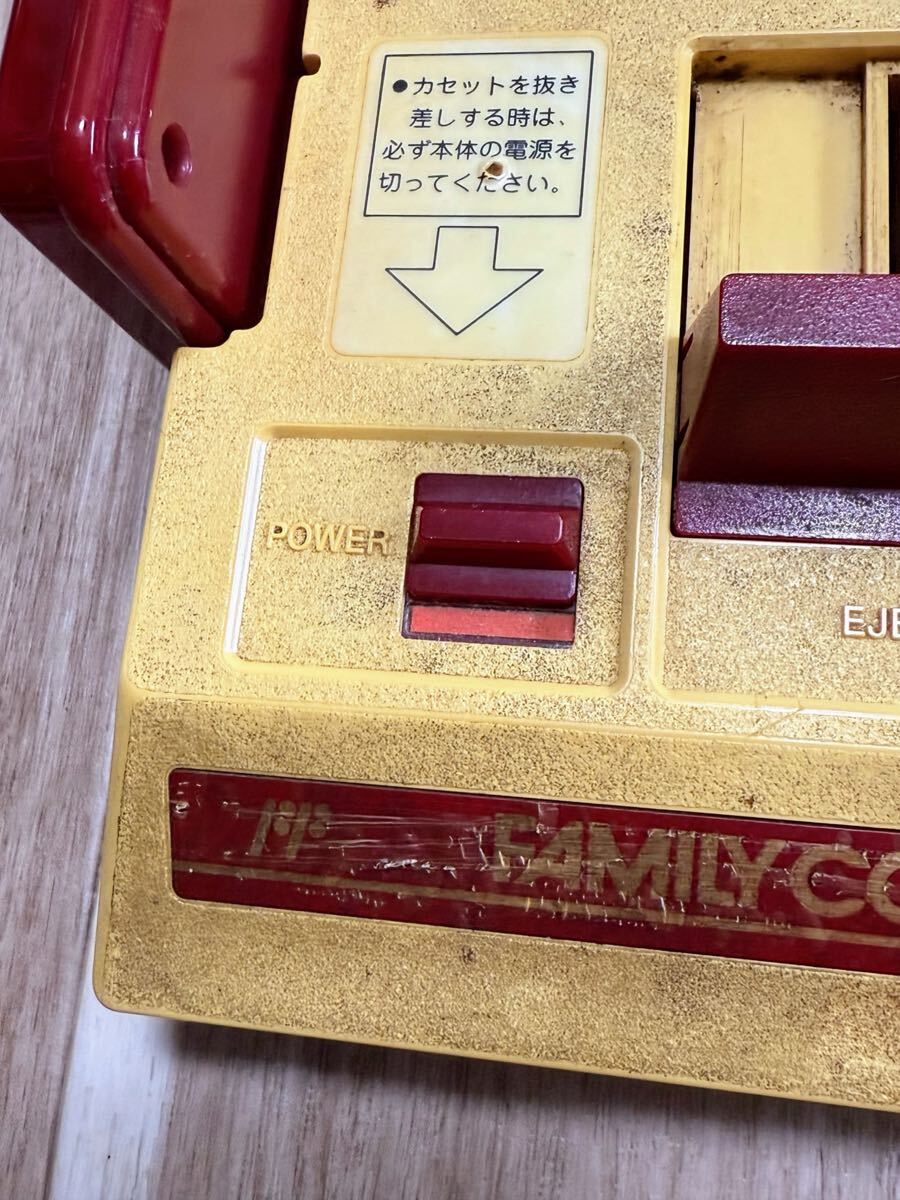 ●カセットを抜き
差しする時は、
必ず本体の電源を
切ってください。
POWER
EJE
FAMILY CO